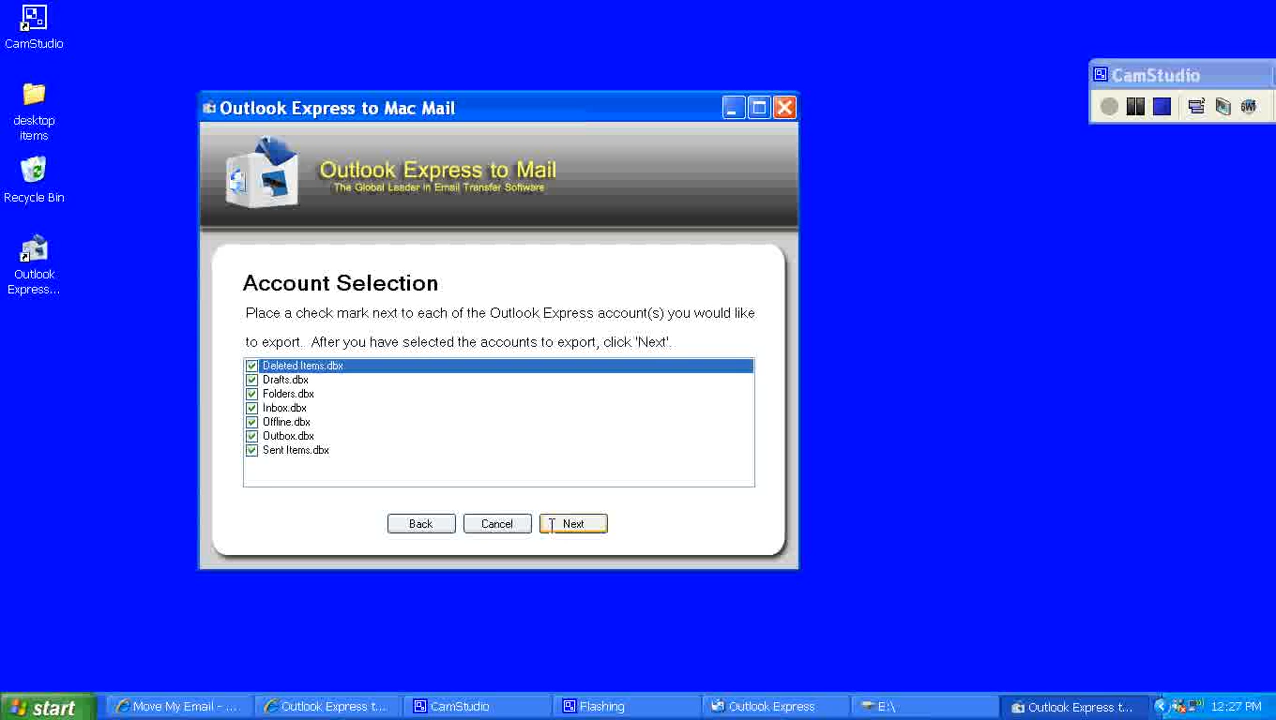 CamStudio
desktop
items
Recycle Bin
Outlook
Express...
Outlook Express to Mac Mail
Outlook Express to Mail
The Global Leader in Email Transfer Software
Account Selection
Place a check mark next to each of the Outlook Express account(s) you would like
to export. After you have selected the accounts to export, click 'Next'.
Deleted Items.dbx
Drafts.dbx
Folders.dbx
Inbox.dbx
Offline.dbx
Outbox.dbx
Sent Items.dbx
Back
Cancel
Next
CamStudio
start
Move My Email - ...
Outlook Express t...
CamStudio
Flashing
Outlook Express
E:\
Outlook Express t...
12:27 PM